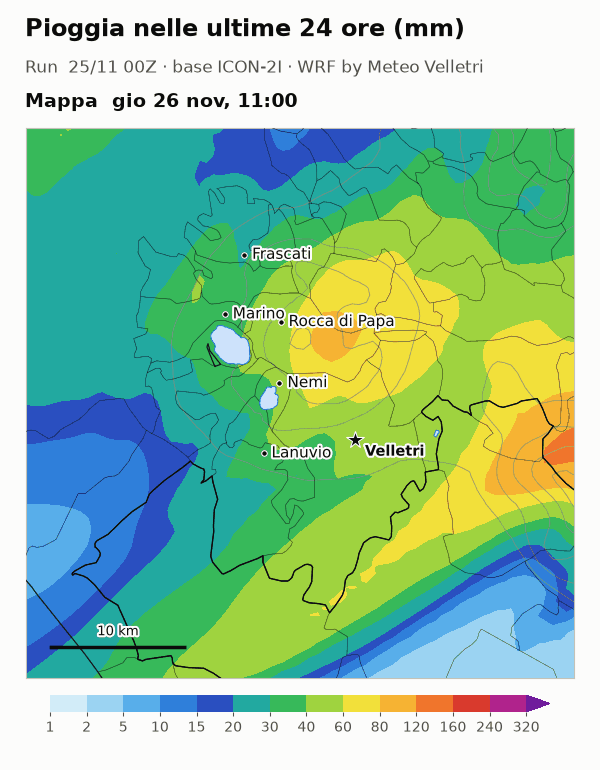 Pioggia nelle ultime 24 ore (mm)
Run  25/11 00Z · base ICON-2I · WRF by Meteo Velletri
Mappa  gio 26 nov, 11:00
Frascati
Marino
Rocca di Papa
Nemi
Velletri
Lanuvio
10 km
1 2 5 10 15 20 30 40 60 80 120 160 240 320